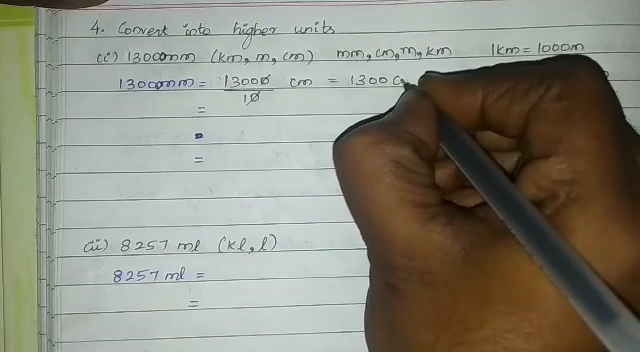 4. Convert into higher units
(i) 13000mm (km, m, cm) mm, cm, m, km 1km = 1000m
13000mm = 13000/10 cm = 1300 c
=
=
=
(ii) 8257 ml (kl, l)
8257 ml =
=